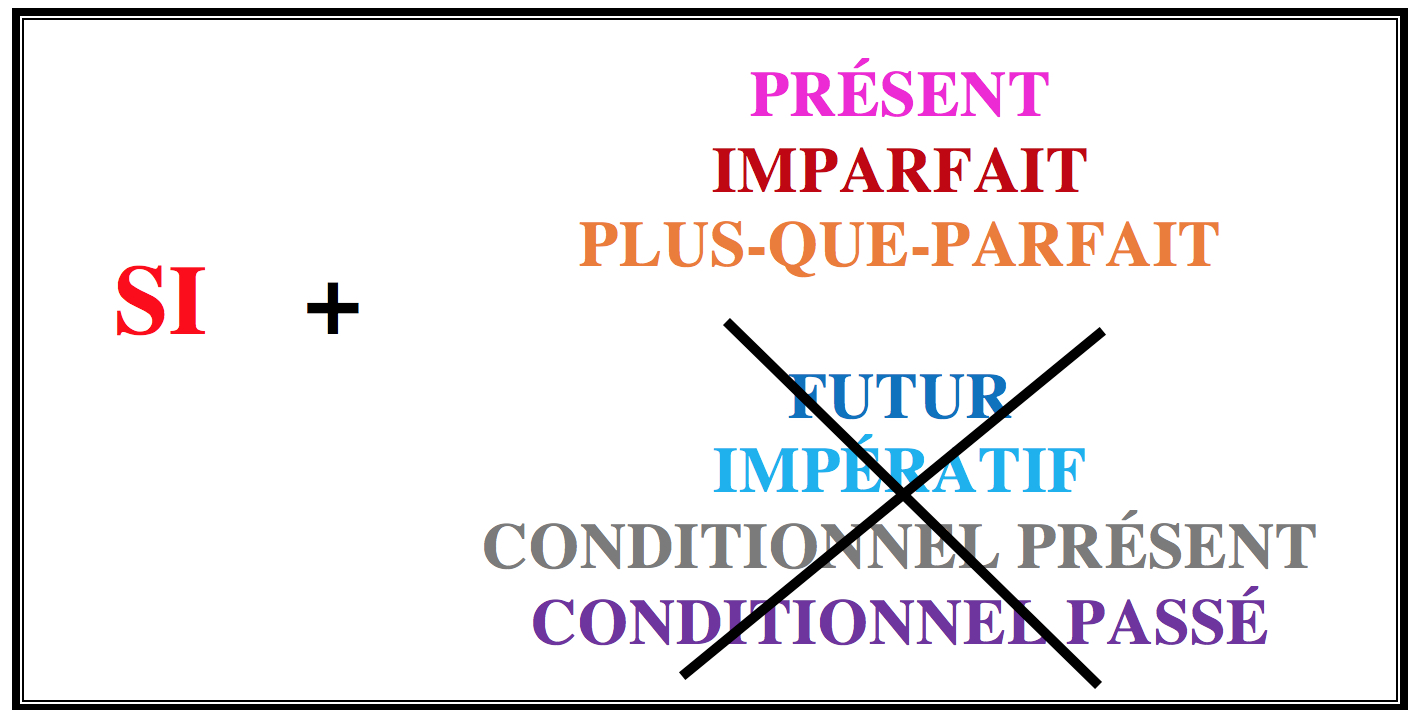 PRÉSENT
IMPARFAIT
PLUS-QUE-PARFAIT
SI +
FUTUR
IMPÉRATIF
CONDITIONNEL PRÉSENT
CONDITIONNEL PASSÉ